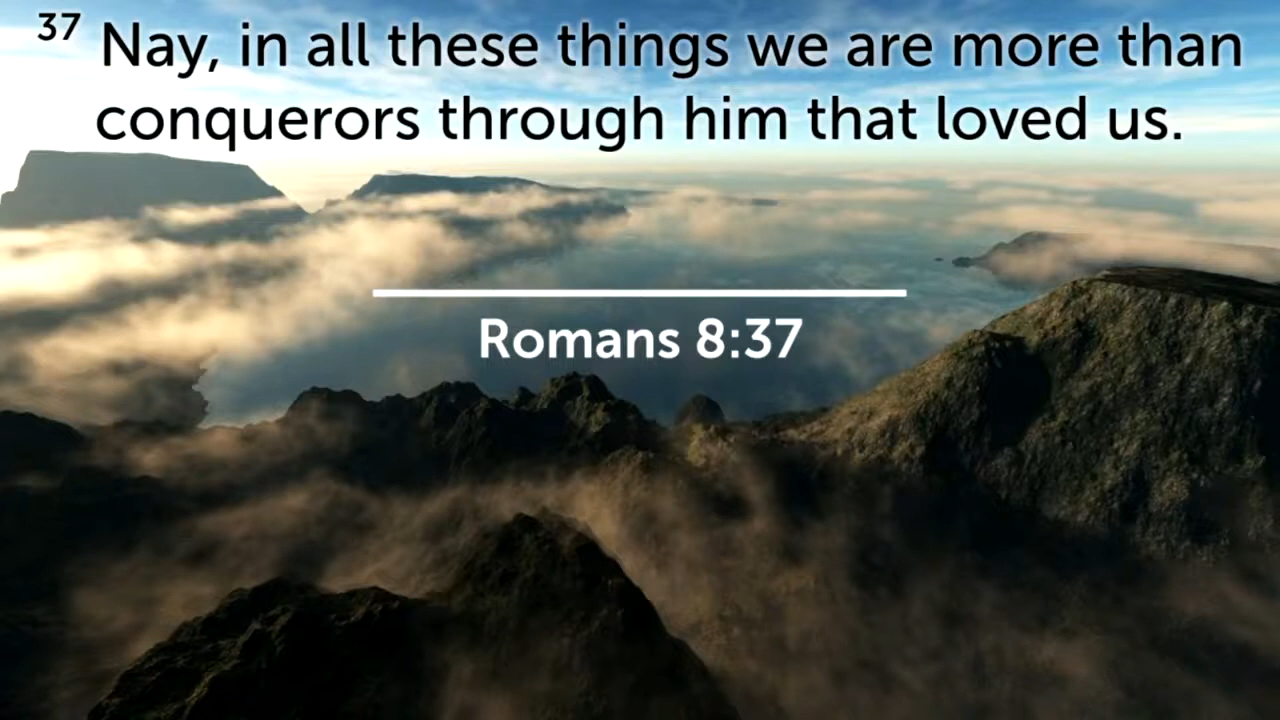 37 Nay, in all these things we are more than
conquerors through him that loved us.
Romans 8:37